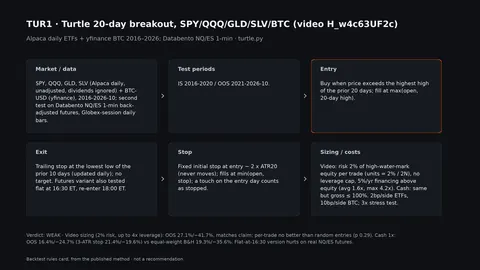 TUR1 · Turtle 20-day breakout, SPY/QQQ/GLD/SLV/BTC (video H_w4c63UF2c)
Alpaca daily ETFs + yfinance BTC 2016–2026; Databento NQ/ES 1-min · turtle.py
Market / data
SPY, QQQ, GLD, SLV (Alpaca daily,
unadjusted, dividends ignored) + BTC-
USD (yfinance). 2016-2026-10; second
test on Databento NQ/ES 1-min back-
adjusted futures, Globex-session daily
bars.
Test periods
IS 2016-2020 / OOS 2021-2026-10.
Entry
Buy when price exceeds the highest high
of the prior 20 days; fill at max(open,
20-day high).
Exit
Trailing stop at the lowest low of the
prior 10 days (updated daily); no
target. Futures variant also tested
flat at 16:30 ET, re-enter 18:00 ET.
Stop
Fixed initial stop at entry − 2 x ATR20
(never moves); fills at min(open,
stop); a touch on the entry day counts
as stopped.
Sizing / costs
Video: risk 2% of high-water-mark
equity per trade (units = 2% / 2N), no
leverage cap, 5%/yr financing above
equity (avg 1.6x, max 4.2x). Cash: same
but gross ≤ 100%. 2bp/side ETFs,
10bp/side BTC; 3x stress test.
Verdict: WEAK - Video sizing (2% risk, up to 4x leverage): OOS 27.1%/−41.7%, matches claim; per-trade no better than random entries (p 0.29). Cash 1x:
OOS 16.4%/−24.7% (3-ATR stop 21.4%/−19.6%) vs equal-weight B&H 19.3%/−35.6%. Flat-at-16:30 version hurts on real NQ/ES futures.
Backtest rules card, from the published method · not a recommendation.